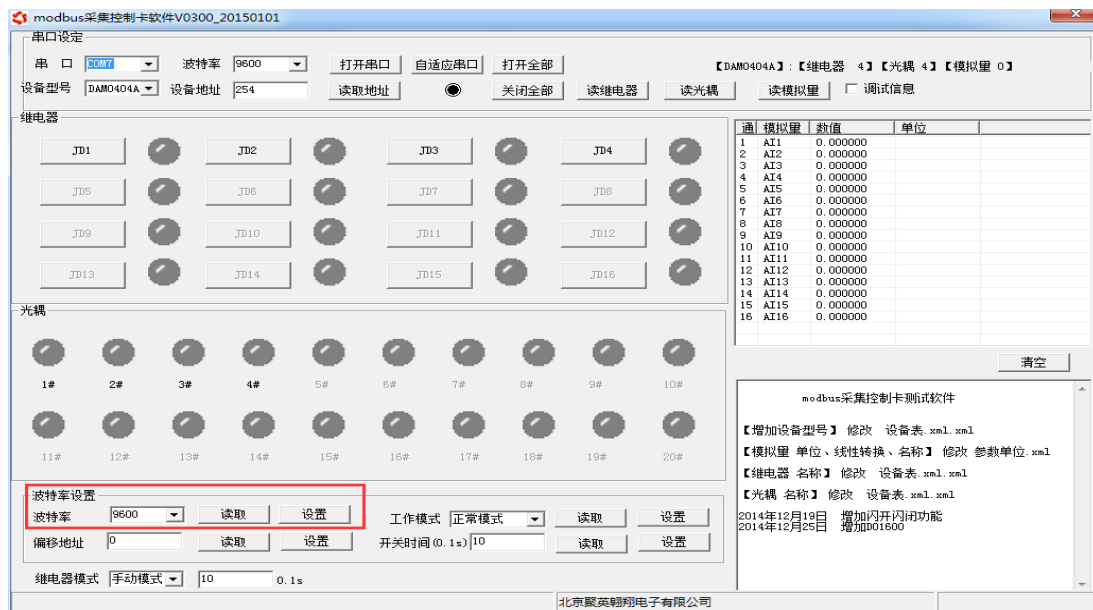 modbus采集控制卡软件V0300_20150101
串口设定
串 口 COM7 波特率 9600 打开串口 自适应串口 打开全部 【DAM0404A】:【继电器 4】【光耦 4】【模拟量 0】
设备型号 DAM0404A 设备地址 254 读取地址 关闭全部 读继电器 读光耦 读模拟量 调试信息
继电器
JD1 JD2 JD3 JD4
JD5 JD6 JD7 JD8
JD9 JD10 JD11 JD12
JD13 JD14 JD15 JD16
通 模拟量 数值 单位
1 AI1 0.000000
2 AI2 0.000000
3 AI3 0.000000
4 AI4 0.000000
5 AI5 0.000000
6 AI6 0.000000
7 AI7 0.000000
8 AI8 0.000000
9 AI9 0.000000
10 AI10 0.000000
11 AI11 0.000000
12 AI12 0.000000
13 AI13 0.000000
14 AI14 0.000000
15 AI15 0.000000
16 AI16 0.000000
清空
光耦
1# 2# 3# 4# 5# 6# 7# 8# 9# 10#
11# 12# 13# 14# 15# 16# 17# 18# 19# 20#
modbus采集控制卡测试软件
【增加设备型号】 修改 设备表.xml.xml
【模拟量 单位、线性转换、名称】 修改 参数单位.xml
【继电器 名称】 修改 设备表.xml.xml
【光耦 名称】 修改 设备表.xml.xml
2014年12月19日 增加闪开闪闭功能
2014年12月25日 增加DO1600
波特率设置
波特率 9600 读取 设置 工作模式 正常模式 读取 设置
偏移地址 0 读取 设置 开关时间(0.1s) 10 读取 设置
继电器模式 手动模式 10 0.1s
北京聚英翱翔电子有限公司